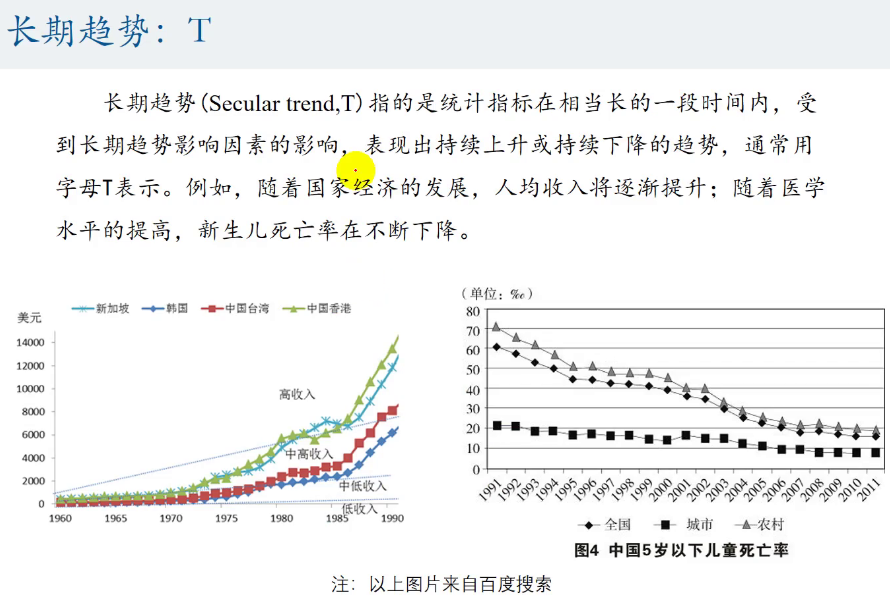 长期趋势：T
长期趋势(Secular trend,T)指的是统计指标在相当长的一段时间内，受
到长期趋势影响因素的影响，表现出持续上升或持续下降的趋势，通常用
字母T表示。例如，随着国家经济的发展，人均收入将逐渐提升；随着医学
水平的提高，新生儿死亡率在不断下降。
美元
新加坡 韩国 中国台湾 中国香港
14000
12000
10000
8000
6000
4000
2000
0
高收入
中高收入
中低收入
低收入
1960 1965 1970 1975 1980 1985 1990
（单位：‰）
80
70
60
50
40
30
20
10
0
1991 1992 1993 1994 1995 1996 1997 1998 1999 2000 2001 2002 2003 2004 2005 2006 2007 2008 2009 2010 2011
全国 城市 农村
图4 中国5岁以下儿童死亡率
注：以上图片来自百度搜索